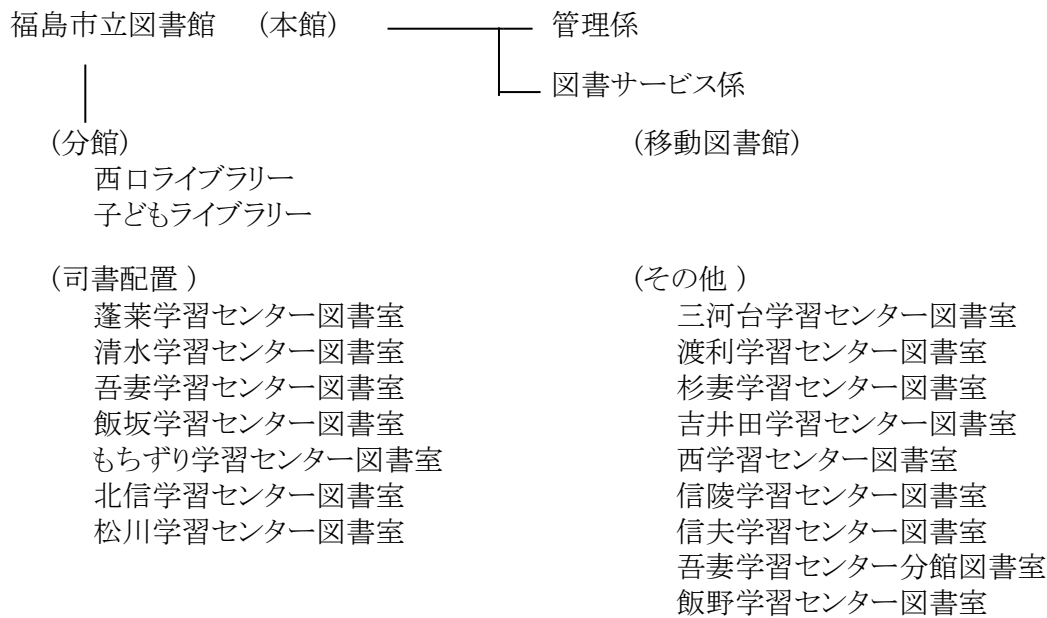 福島市立図書館 (本館) 管理係
図書サービス係
(分館)
西口ライブラリー
子どもライブラリー
(移動図書館)
(司書配置 )
蓬莱学習センター図書室
清水学習センター図書室
吾妻学習センター図書室
飯坂学習センター図書室
もちずり学習センター図書室
北信学習センター図書室
松川学習センター図書室
(その他 )
三河台学習センター図書室
渡利学習センター図書室
杉妻学習センター図書室
吉井田学習センター図書室
西学習センター図書室
信陵学習センター図書室
信夫学習センター図書室
吾妻学習センター分館図書室
飯野学習センター図書室